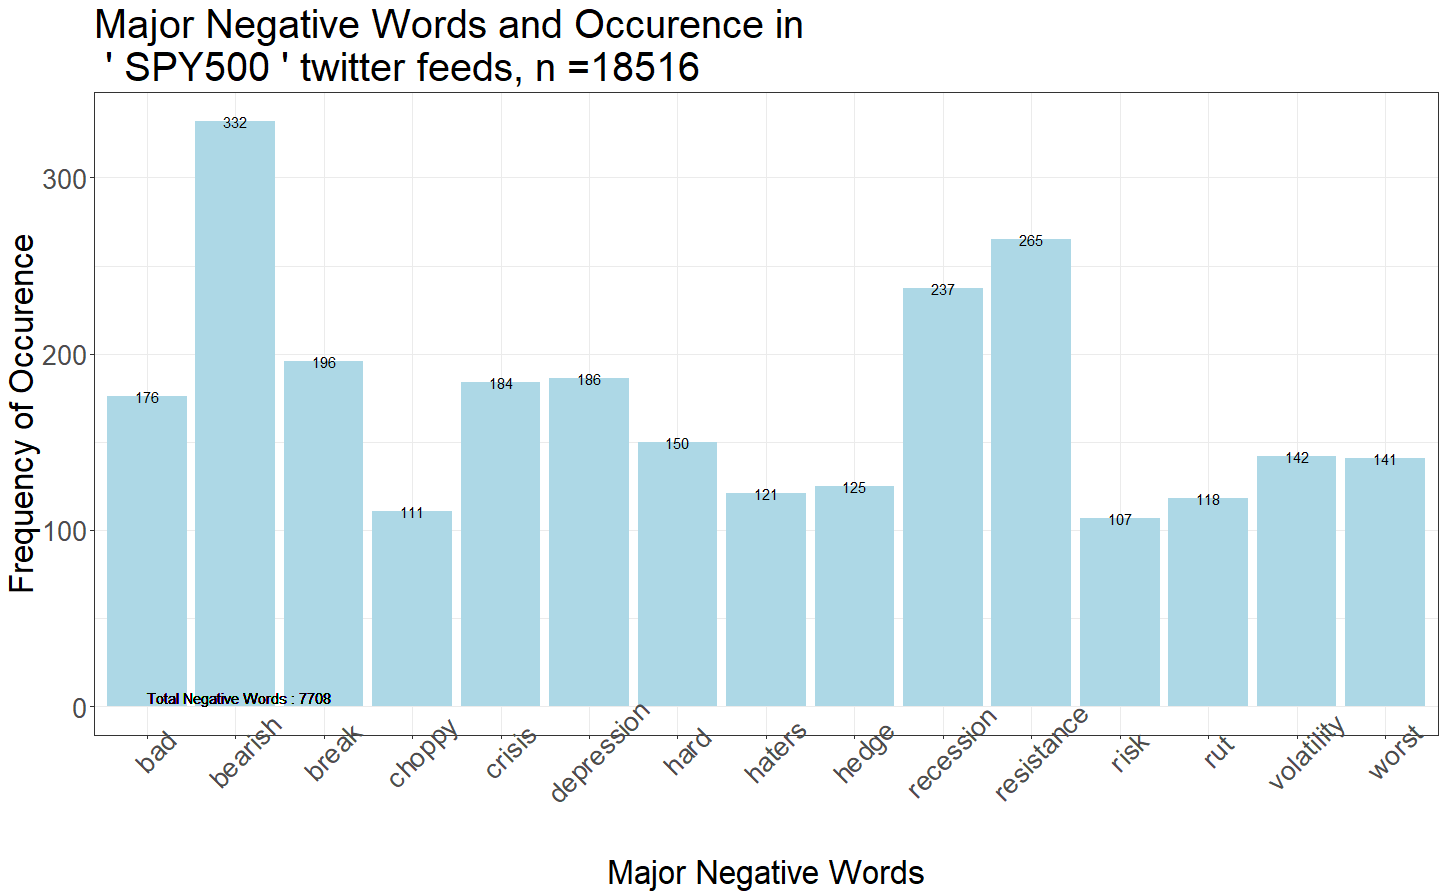 Major Negative Words and Occurence in
' SPY500 ' twitter feeds, n =18516
Frequency of Occurence
300
200
100
0
332
265
237
196
186
184
176
150
142
141
125
121
118
111
107
Total Negative Words : 7708
bad
bearish
break
choppy
crisis
depression
hard
haters
hedge
recession
resistance
risk
rut
volatility
worst
Major Negative Words